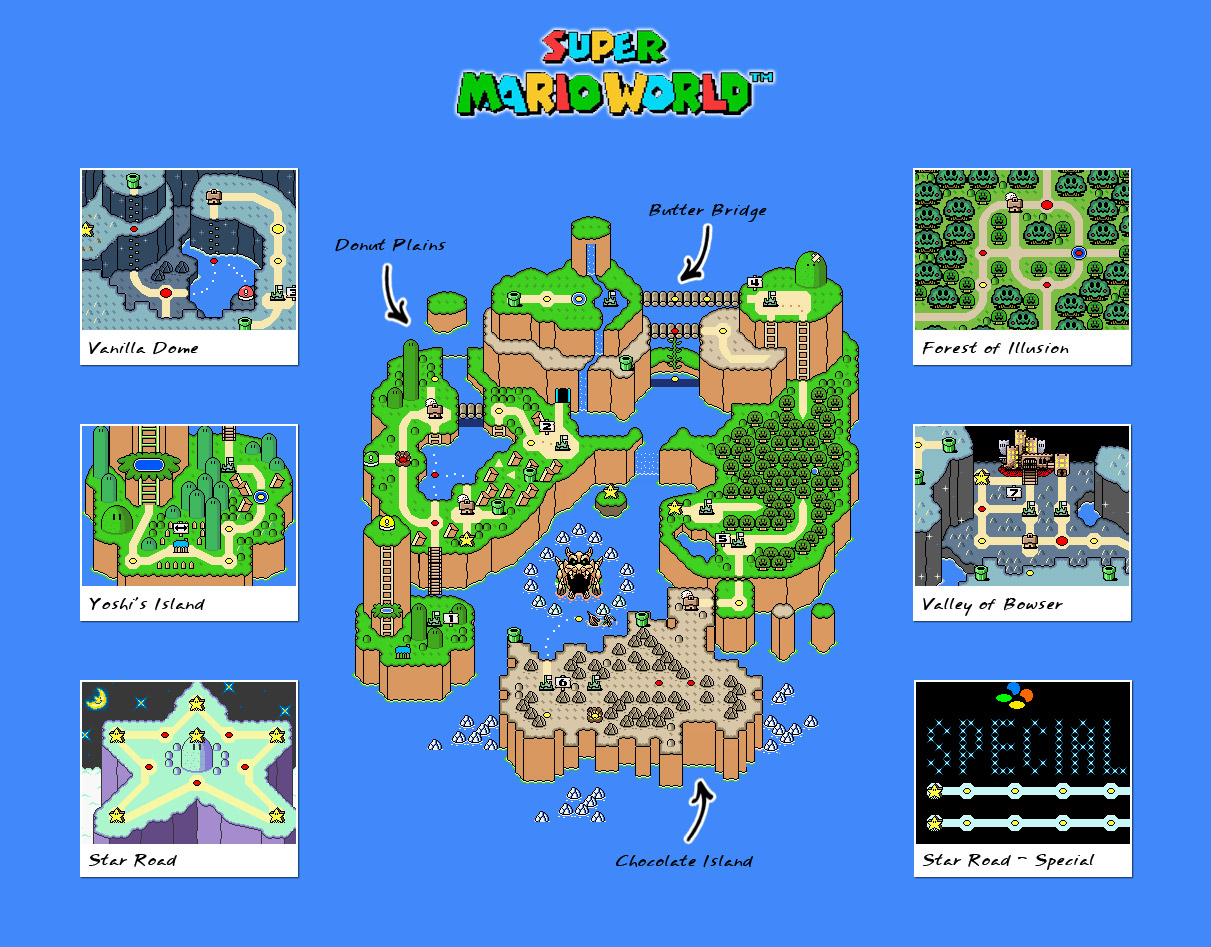 SUPER
MARIO WORLD™
Butter Bridge
Donut Plains
4
3
Vanilla Dome
Forest of Illusion
2
7
5
Yoshi's Island
1
Valley of Bowser
6
SPECIAL
Star Road
Chocolate Island
Star Road - Special